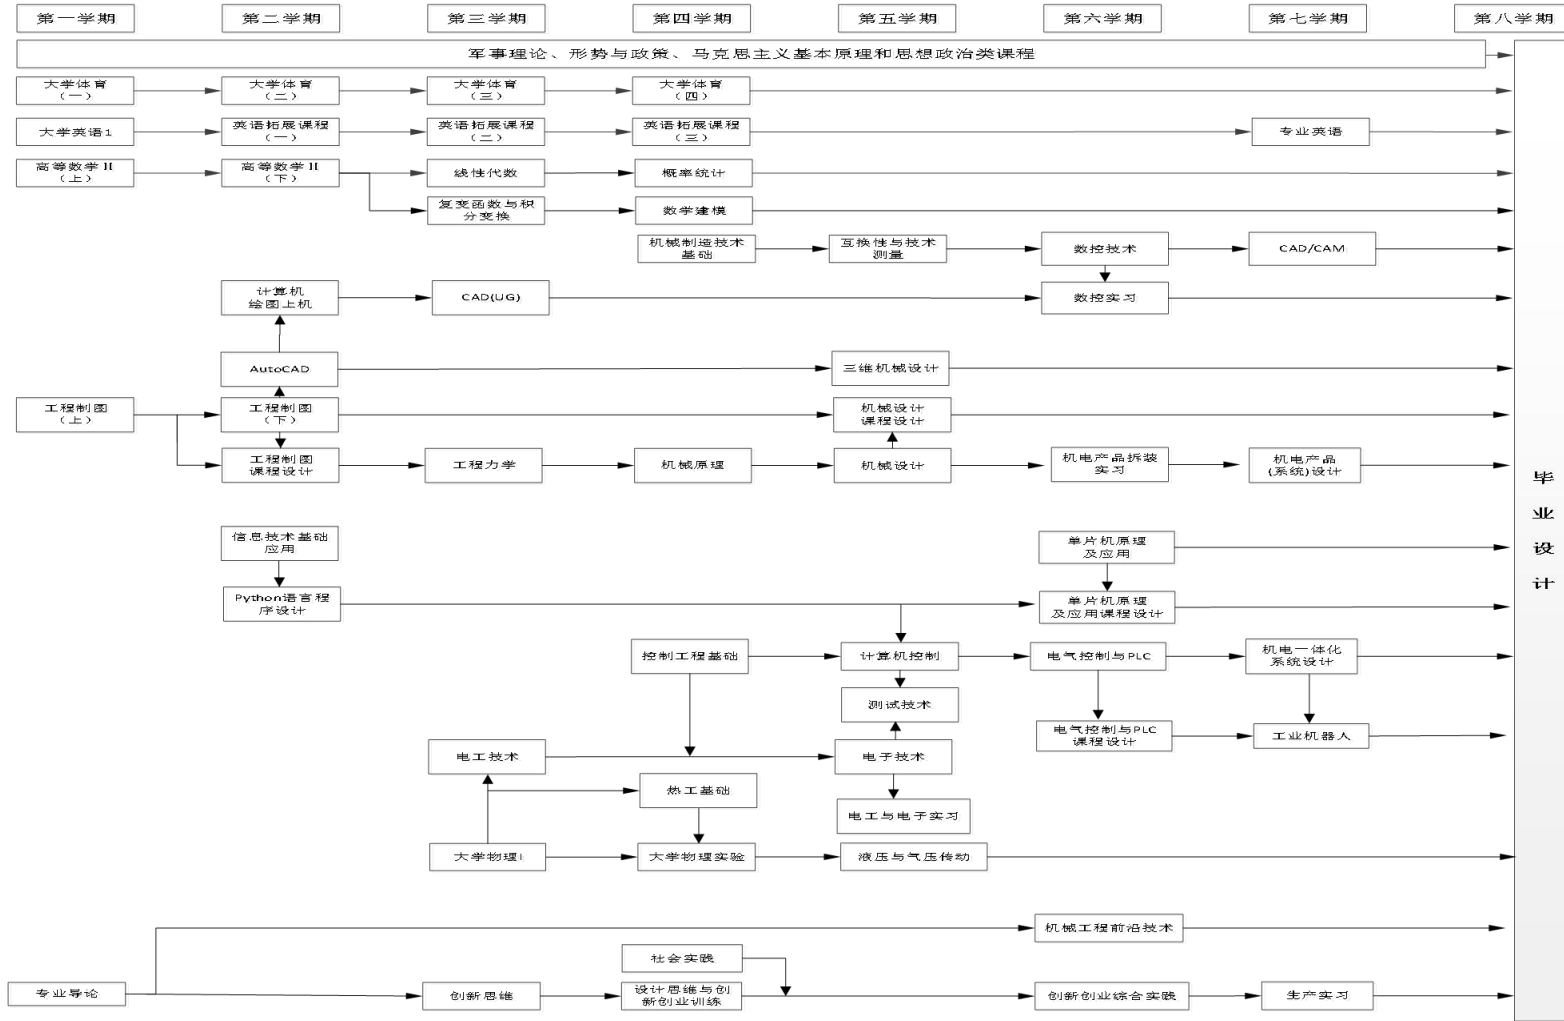 第一学期
第二学期
第三学期
第四学期
第五学期
第六学期
第七学期
第八学期
军事理论、形势与政策、马克思主义基本原理和思想政治类课程
大学体育
（一）
大学体育
（二）
大学体育
（三）
大学体育
（四）
大学英语1
英语拓展课程
（一）
英语拓展课程
（二）
英语拓展课程
（三）
专业英语
高等数学II
（上）
高等数学II
（下）
线性代数
概率统计
复变函数与积
分变换
数学建模
机械制造技术
基础
互换性与技术
测量
数控技术
CAD/CAM
计算机
绘图上机
CAD(UG)
数控实习
AutoCAD
三维机械设计
工程制图
（上）
工程制图
（下）
机械设计
课程设计
工程制图
课程设计
工程力学
机械原理
机械设计
机电产品拆装
实习
机电产品
(系统)设计
毕
业
设
计
信息技术基础
应用
单片机原理
及应用
Python语言程
序设计
单片机原理
及应用课程设计
控制工程基础
计算机控制
电气控制与PLC
机电一体化
系统设计
测试技术
电气控制与PLC
课程设计
工业机器人
电工技术
电子技术
热工基础
电工与电子实习
大学物理I
大学物理实验
液压与气压传动
机械工程前沿技术
社会实践
专业导论
创新思维
设计思维与创
新创业训练
创新创业综合实践
生产实习